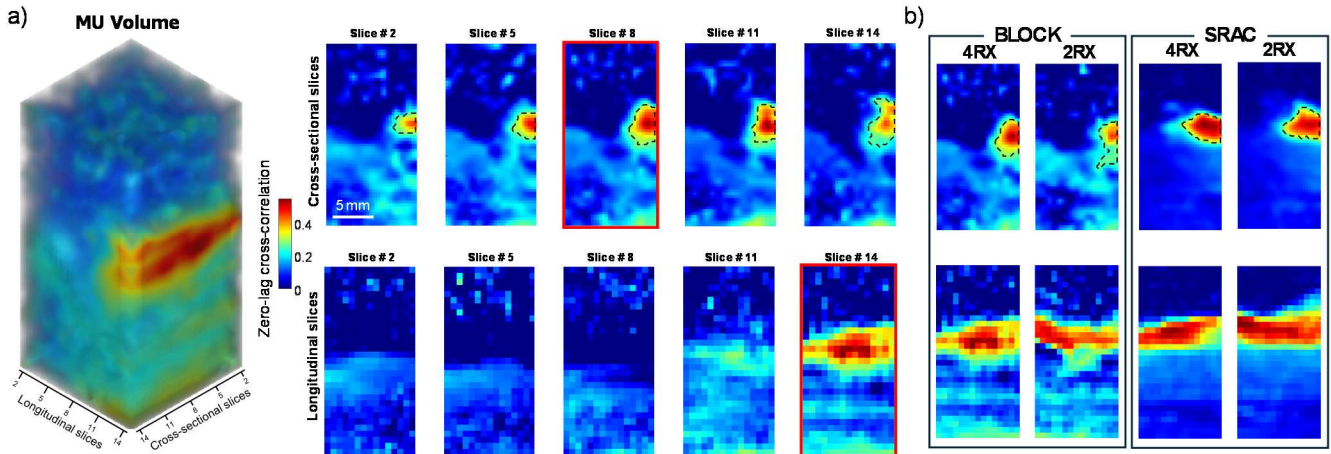 a)
MU Volume
Zero-lag cross-correlation
0.4
0.2
0
2
5
8
11
14
Longitudinal slices
14
11
8
5
2
Cross-sectional slices
Cross-sectional slices
Slice # 2
Slice # 5
Slice # 8
Slice # 11
Slice # 14
5 mm
Longitudinal slices
Slice # 2
Slice # 5
Slice # 8
Slice # 11
Slice # 14
b)
BLOCK
4RX 2RX
SRAC
4RX 2RX